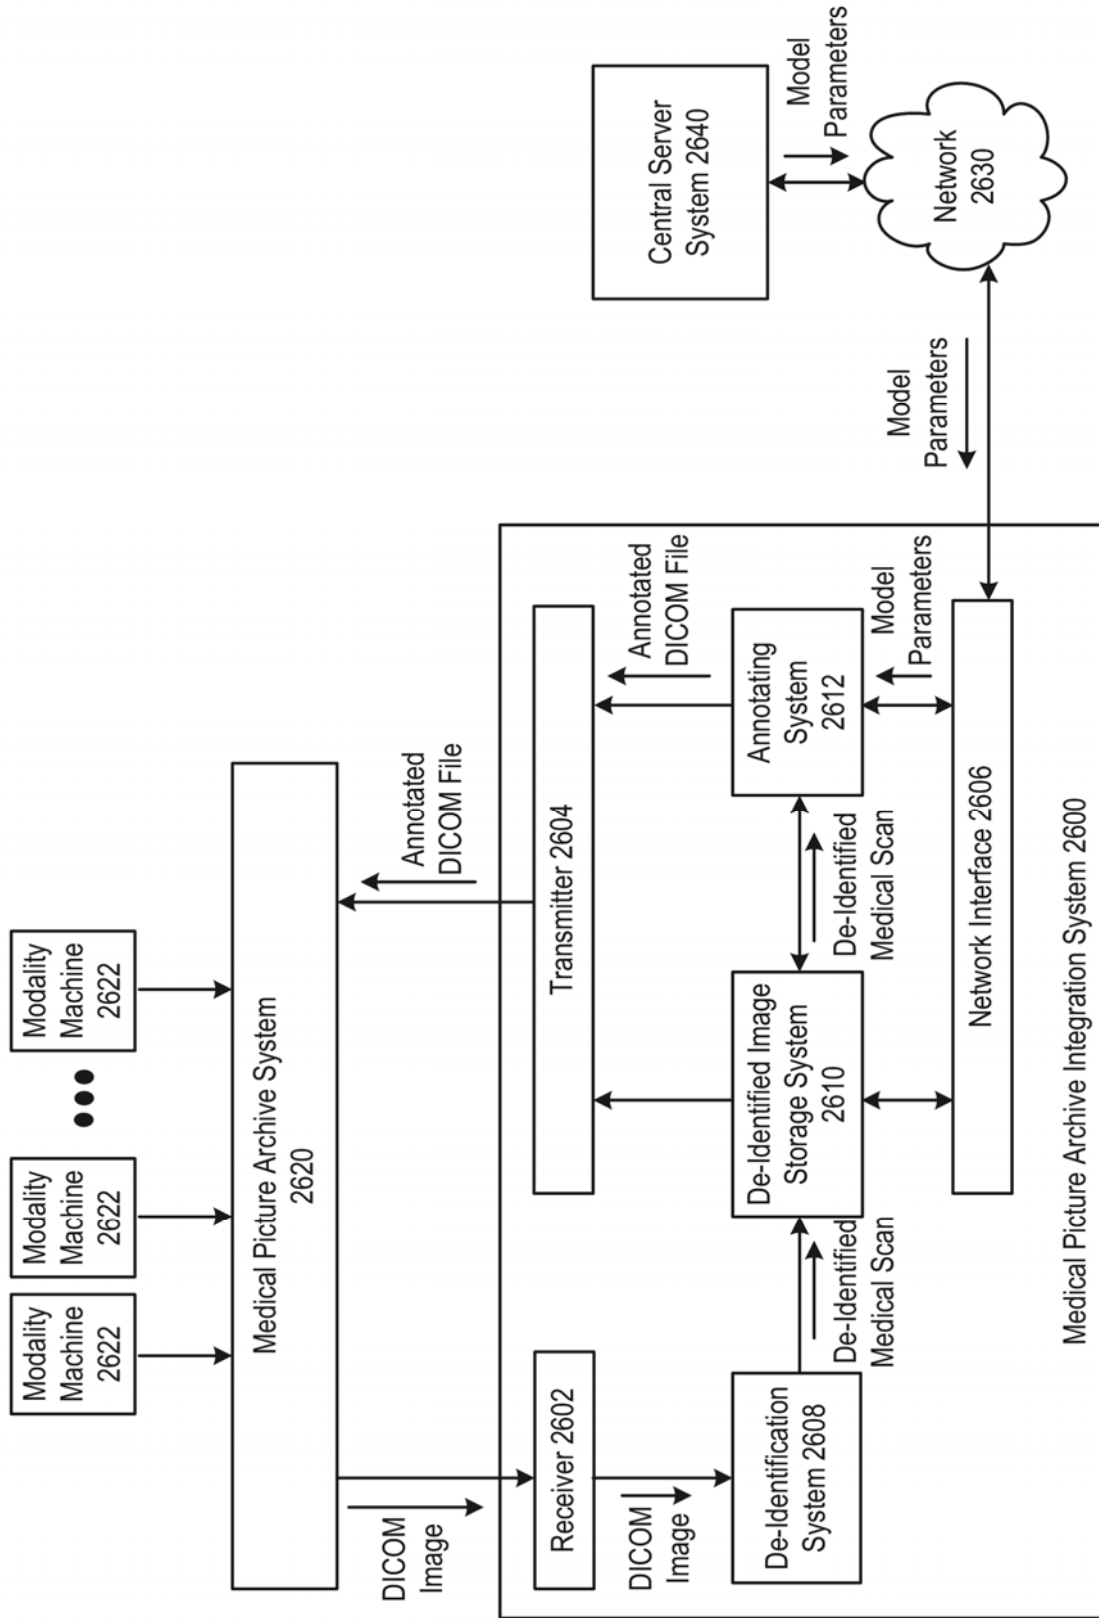 Modality
Machine
2622
Modality
Machine
2622
Modality
Machine
2622
Medical Picture Archive System
2620
DICOM
Image
Annotated
DICOM File
Receiver 2602
Transmitter 2604
DICOM
Image
Annotated
DICOM File
De-Identification
System 2608
De-Identified
Medical Scan
De-Identified Image
Storage System
2610
De-Identified
Medical Scan
Annotating
System
2612
Model
Parameters
Network Interface 2606
Medical Picture Archive Integration System 2600
Model
Parameters
Central Server
System 2640
Model
Parameters
Network
2630